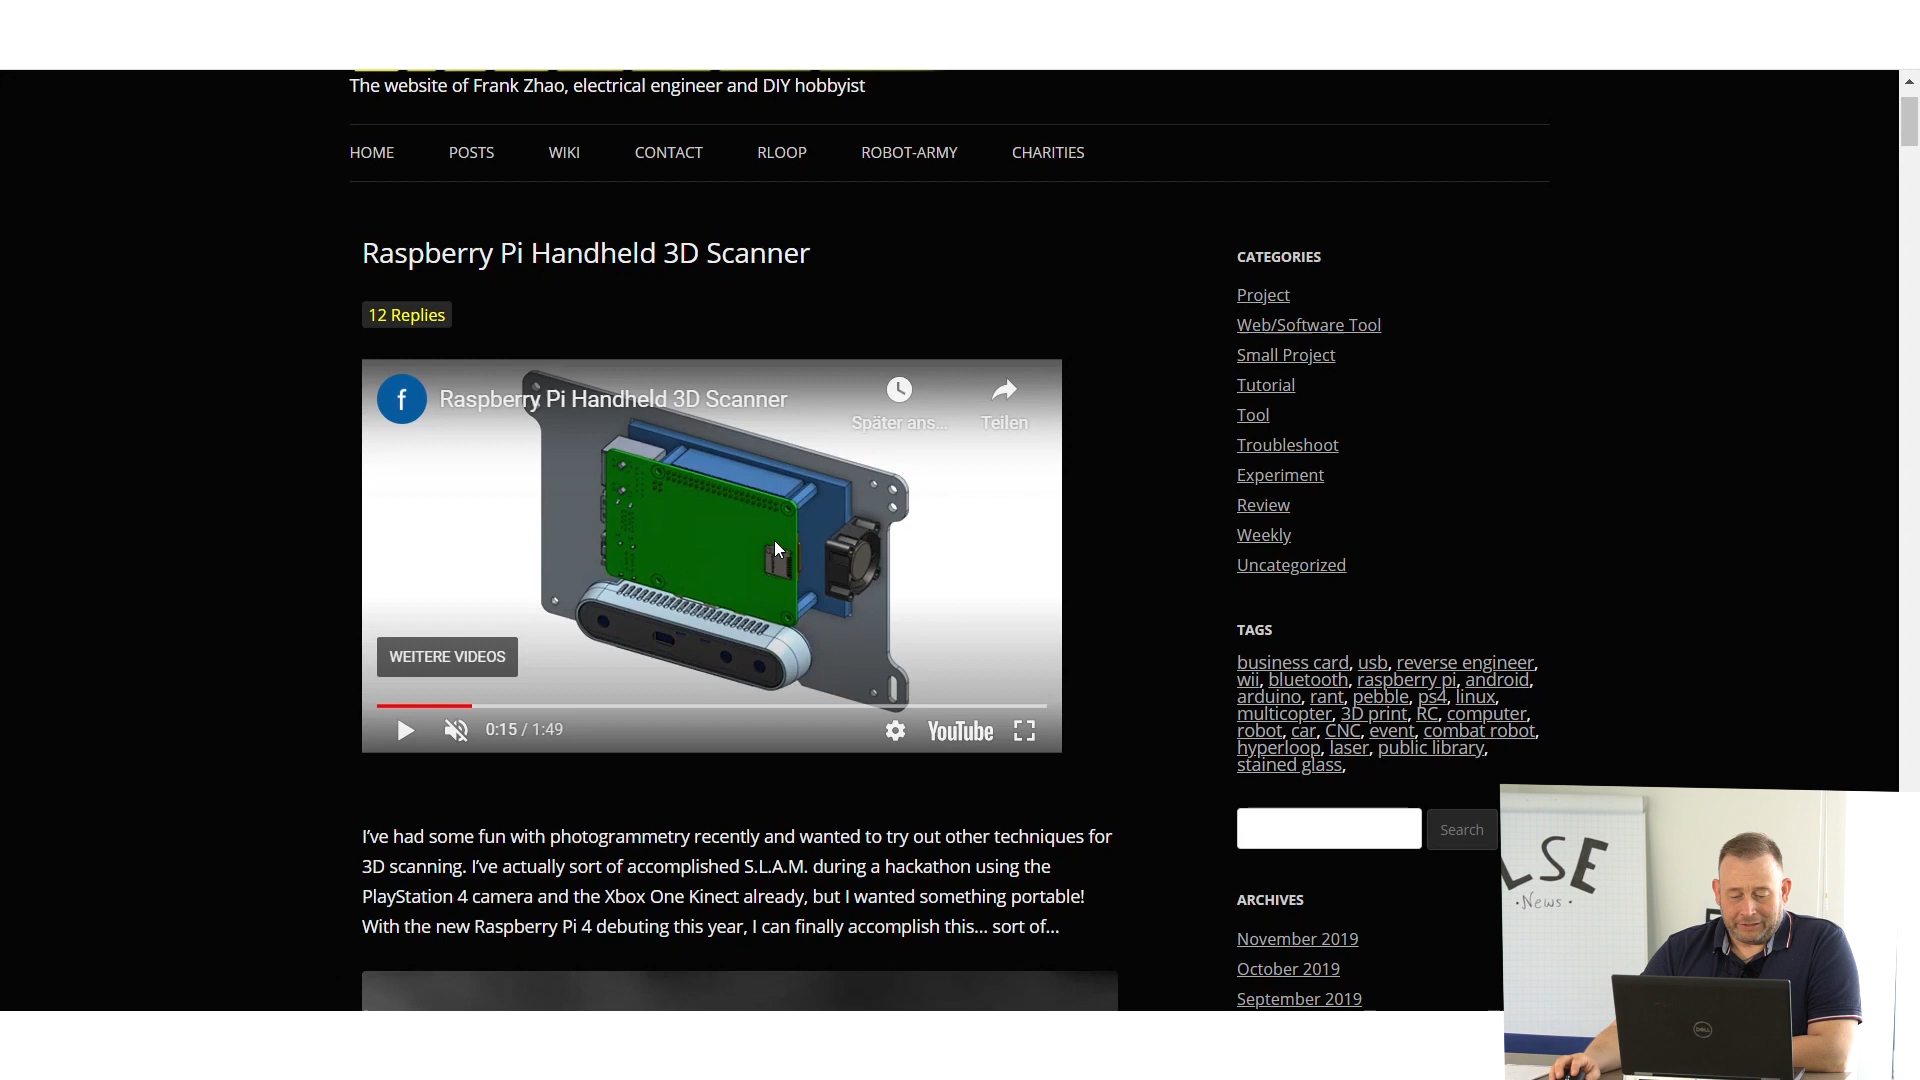 The website of Frank Zhao, electrical engineer and DIY hobbyist
HOME POSTS WIKI CONTACT RLOOP ROBOT-ARMY CHARITIES
Raspberry Pi Handheld 3D Scanner
12 Replies
f Raspberry Pi Handheld 3D Scanner
Später ans... Teilen
WEITERE VIDEOS
0:15 / 1:49 YouTube
I've had some fun with photogrammetry recently and wanted to try out other techniques for
3D scanning. I've actually sort of accomplished S.L.A.M. during a hackathon using the
PlayStation 4 camera and the Xbox One Kinect already, but I wanted something portable!
With the new Raspberry Pi 4 debuting this year, I can finally accomplish this... sort of...
CATEGORIES
Project
Web/Software Tool
Small Project
Tutorial
Tool
Troubleshoot
Experiment
Review
Weekly
Uncategorized
TAGS
business card, usb, reverse engineer,
wii, bluetooth, raspberry pi, android,
arduino, rant, pebble, ps4, linux,
multicopter, 3D print, RC, computer,
robot, car, CNC, event, combat robot,
hyperloop, laser, public library,
stained glass,
Search
ARCHIVES
November 2019
October 2019
September 2019
LSE
·News·
DELL